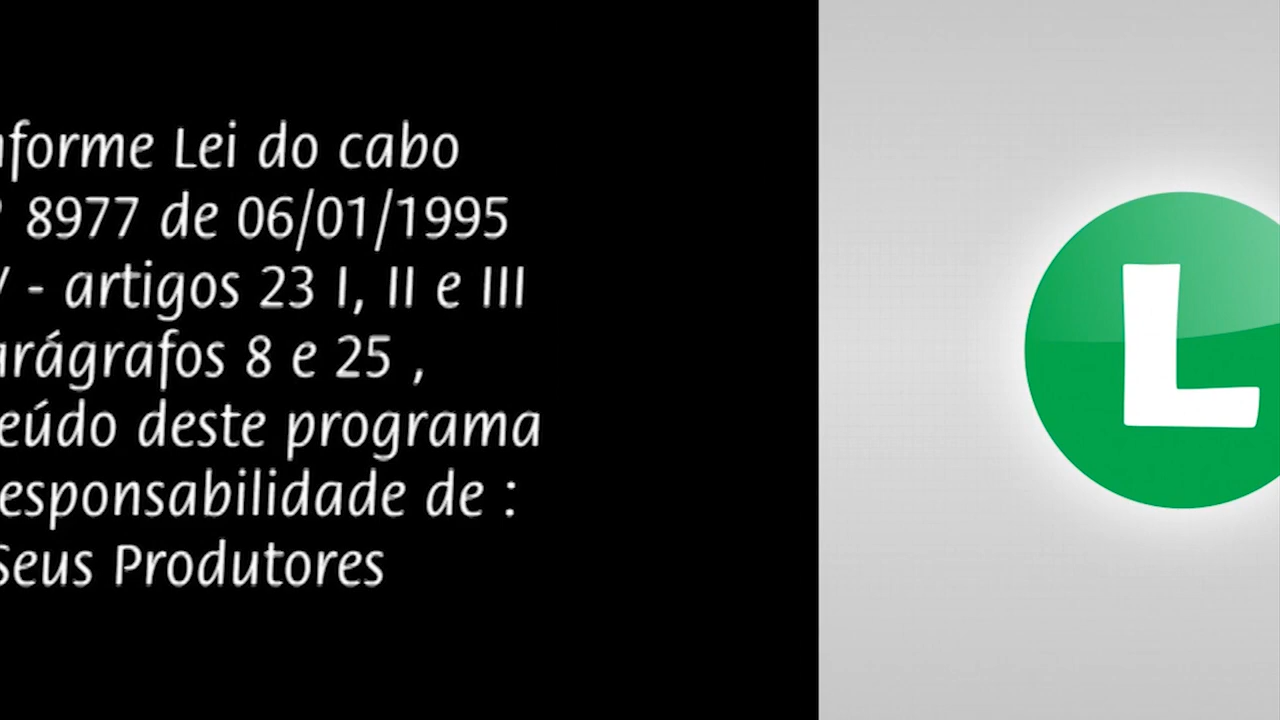 nforme Lei do cabo
º 8977 de 06/01/1995
V - artigos 23 I, II e III
arágrafos 8 e 25 ,
eúdo deste programa
esponsabilidade de :
Seus Produtores
L